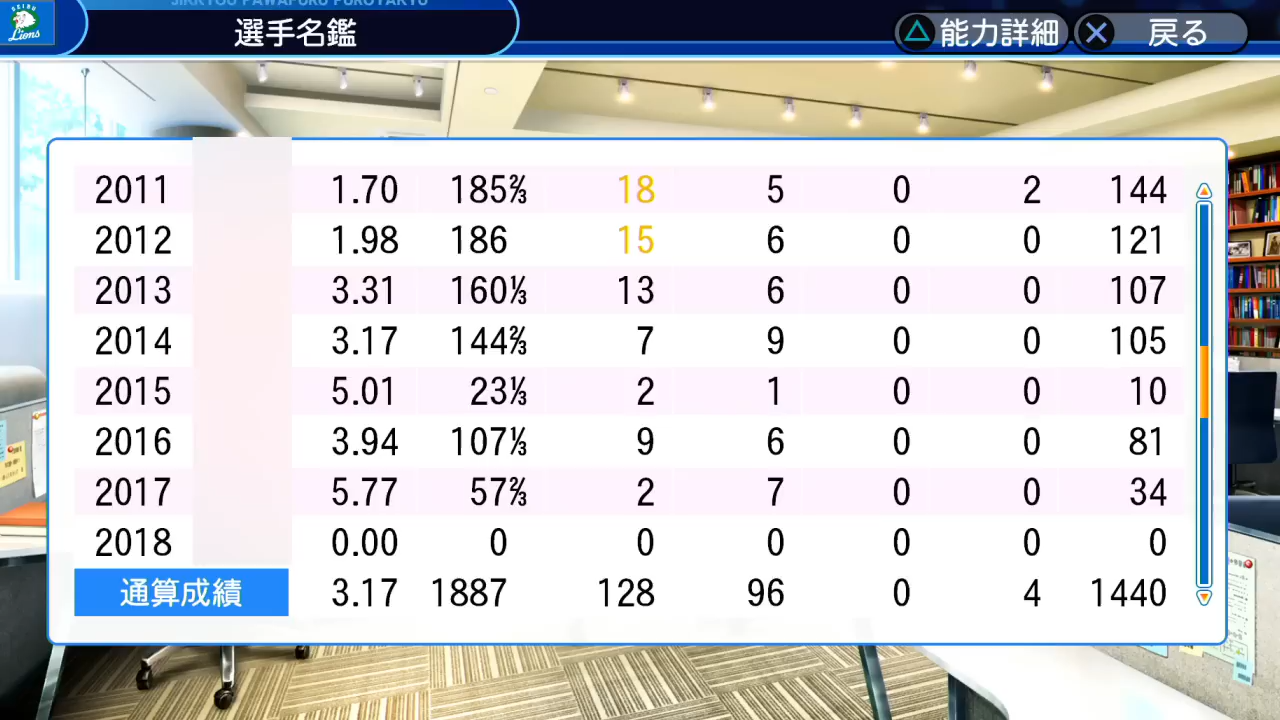 SEIBU
Lions
JIKKYOU PAWAFURU PUROYAKYU
選手名鑑
△能力詳細
✕ 戻る
2011 1.70 185⅔ 18 5 0 2 144
2012 1.98 186 15 6 0 0 121
2013 3.31 160⅓ 13 6 0 0 107
2014 3.17 144⅔ 7 9 0 0 105
2015 5.01 23⅓ 2 1 0 0 10
2016 3.94 107⅓ 9 6 0 0 81
2017 5.77 57⅔ 2 7 0 0 34
2018 0.00 0 0 0 0 0 0
通算成績 3.17 1887 128 96 0 4 1440